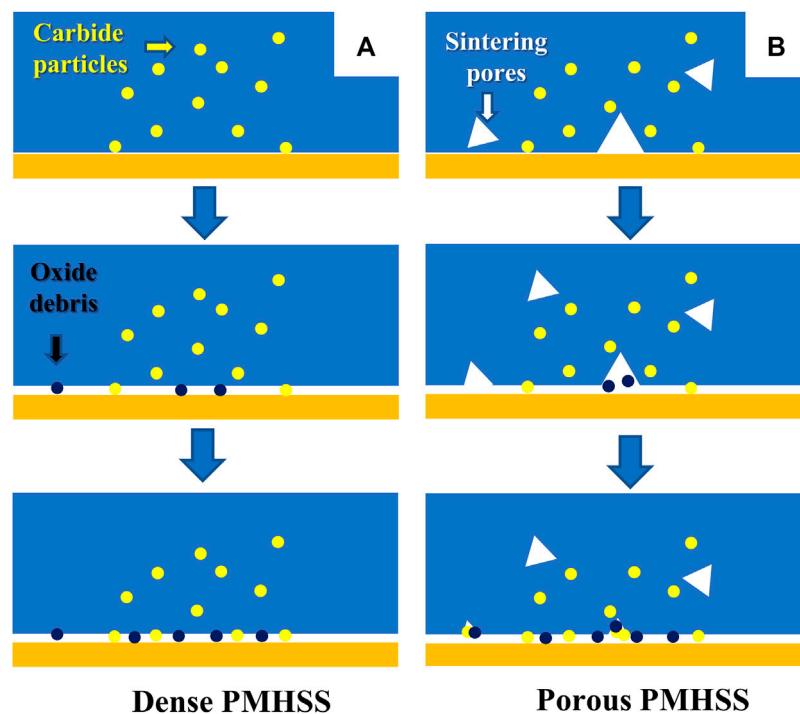 Carbide
particles
A
Sintering
pores
B
Oxide
debris
Dense PMHSS
Porous PMHSS